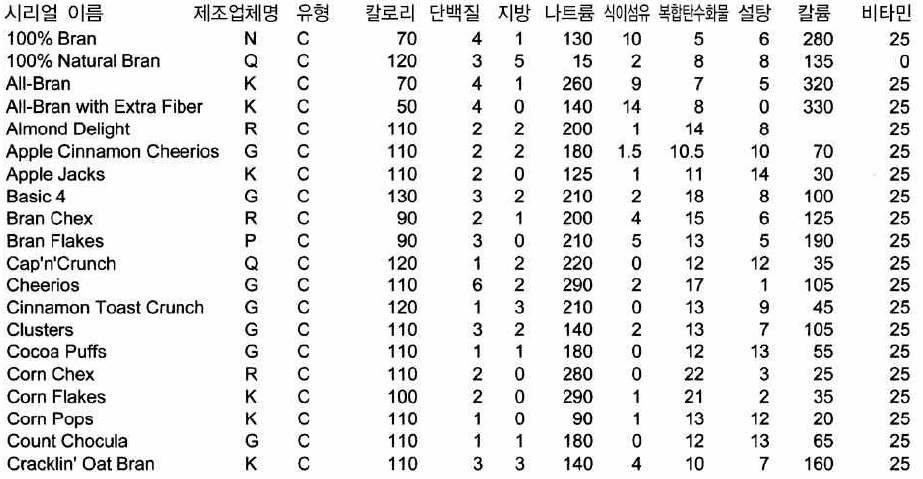 시리얼 이름 제조업체명 유형 칼로리 단백질 지방 나트륨 식이섬유 복합탄수화물 설탕 칼륨 비타민
100% Bran N C 70 4 1 130 10 5 6 280 25
100% Natural Bran Q C 120 3 5 15 2 8 8 135 0
All-Bran K C 70 4 1 260 9 7 5 320 25
All-Bran with Extra Fiber K C 50 4 0 140 14 8 0 330 25
Almond Delight R C 110 2 2 200 1 14 8 25
Apple Cinnamon Cheerios G C 110 2 2 180 1.5 10.5 10 70 25
Apple Jacks K C 110 2 0 125 1 11 14 30 25
Basic 4 G C 130 3 2 210 2 18 8 100 25
Bran Chex R C 90 2 1 200 4 15 6 125 25
Bran Flakes P C 90 3 0 210 5 13 5 190 25
Cap'n'Crunch Q C 120 1 2 220 0 12 12 35 25
Cheerios G C 110 6 2 290 2 17 1 105 25
Cinnamon Toast Crunch G C 120 1 3 210 0 13 9 45 25
Clusters G C 110 3 2 140 2 13 7 105 25
Cocoa Puffs G C 110 1 1 180 0 12 13 55 25
Corn Chex R C 110 2 0 280 0 22 3 25 25
Corn Flakes K C 100 2 0 290 1 21 2 35 25
Corn Pops K C 110 1 0 90 1 13 12 20 25
Count Chocula G C 110 1 1 180 0 12 13 65 25
Cracklin' Oat Bran K C 110 3 3 140 4 10 7 160 25